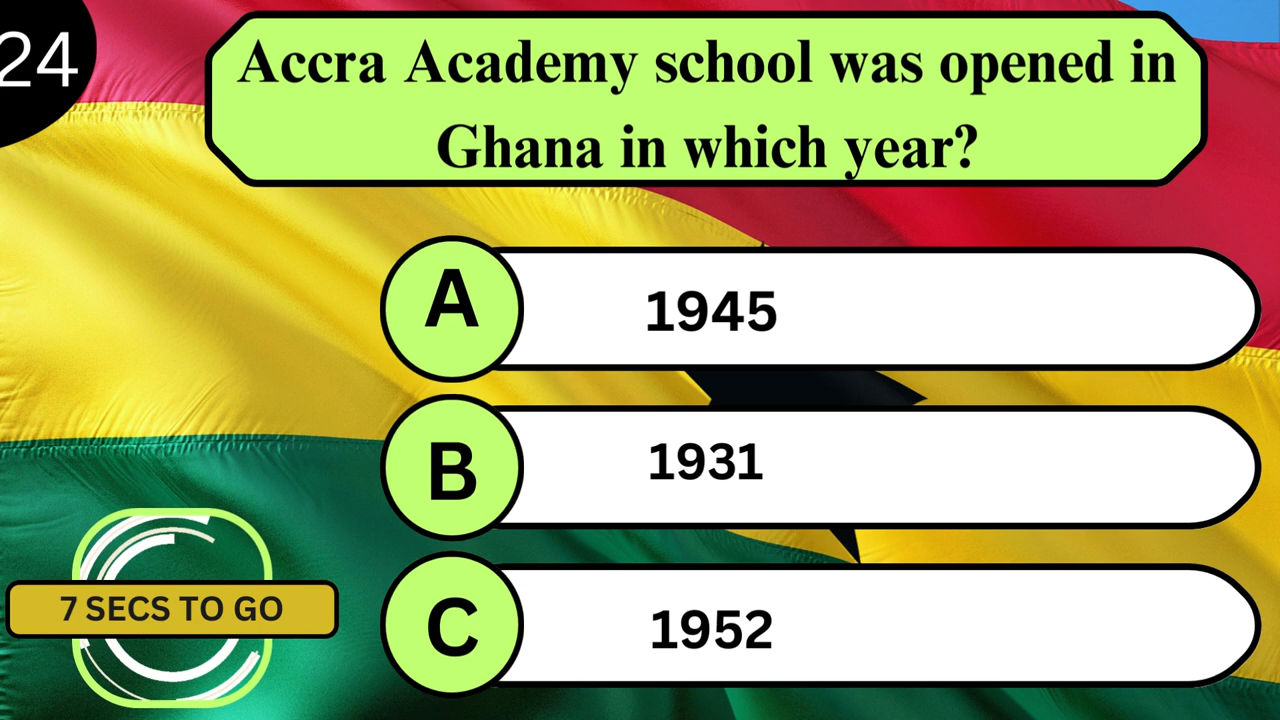 24
Accra Academy school was opened in
Ghana in which year?
A
1945
B
1931
C
1952
7 SECS TO GO